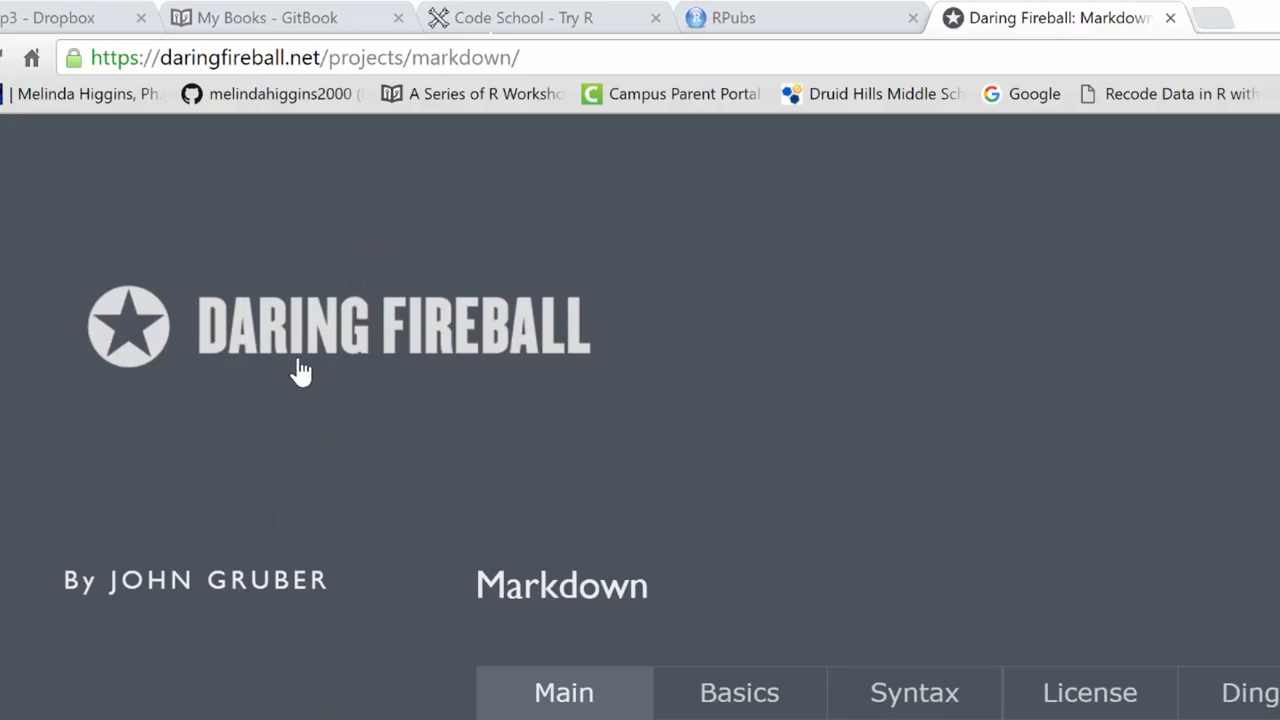 p3 - Dropbox My Books - GitBook Code School - Try R RPubs Daring Fireball: Markdown
https://daringfireball.net/projects/markdown/
| Melinda Higgins, Ph. melindahiggins2000 ( A Series of R Worksho Campus Parent Portal Druid Hills Middle Sch Google Recode Data in R with
DARING FIREBALL
By JOHN GRUBER
Markdown
Main Basics Syntax License Ding